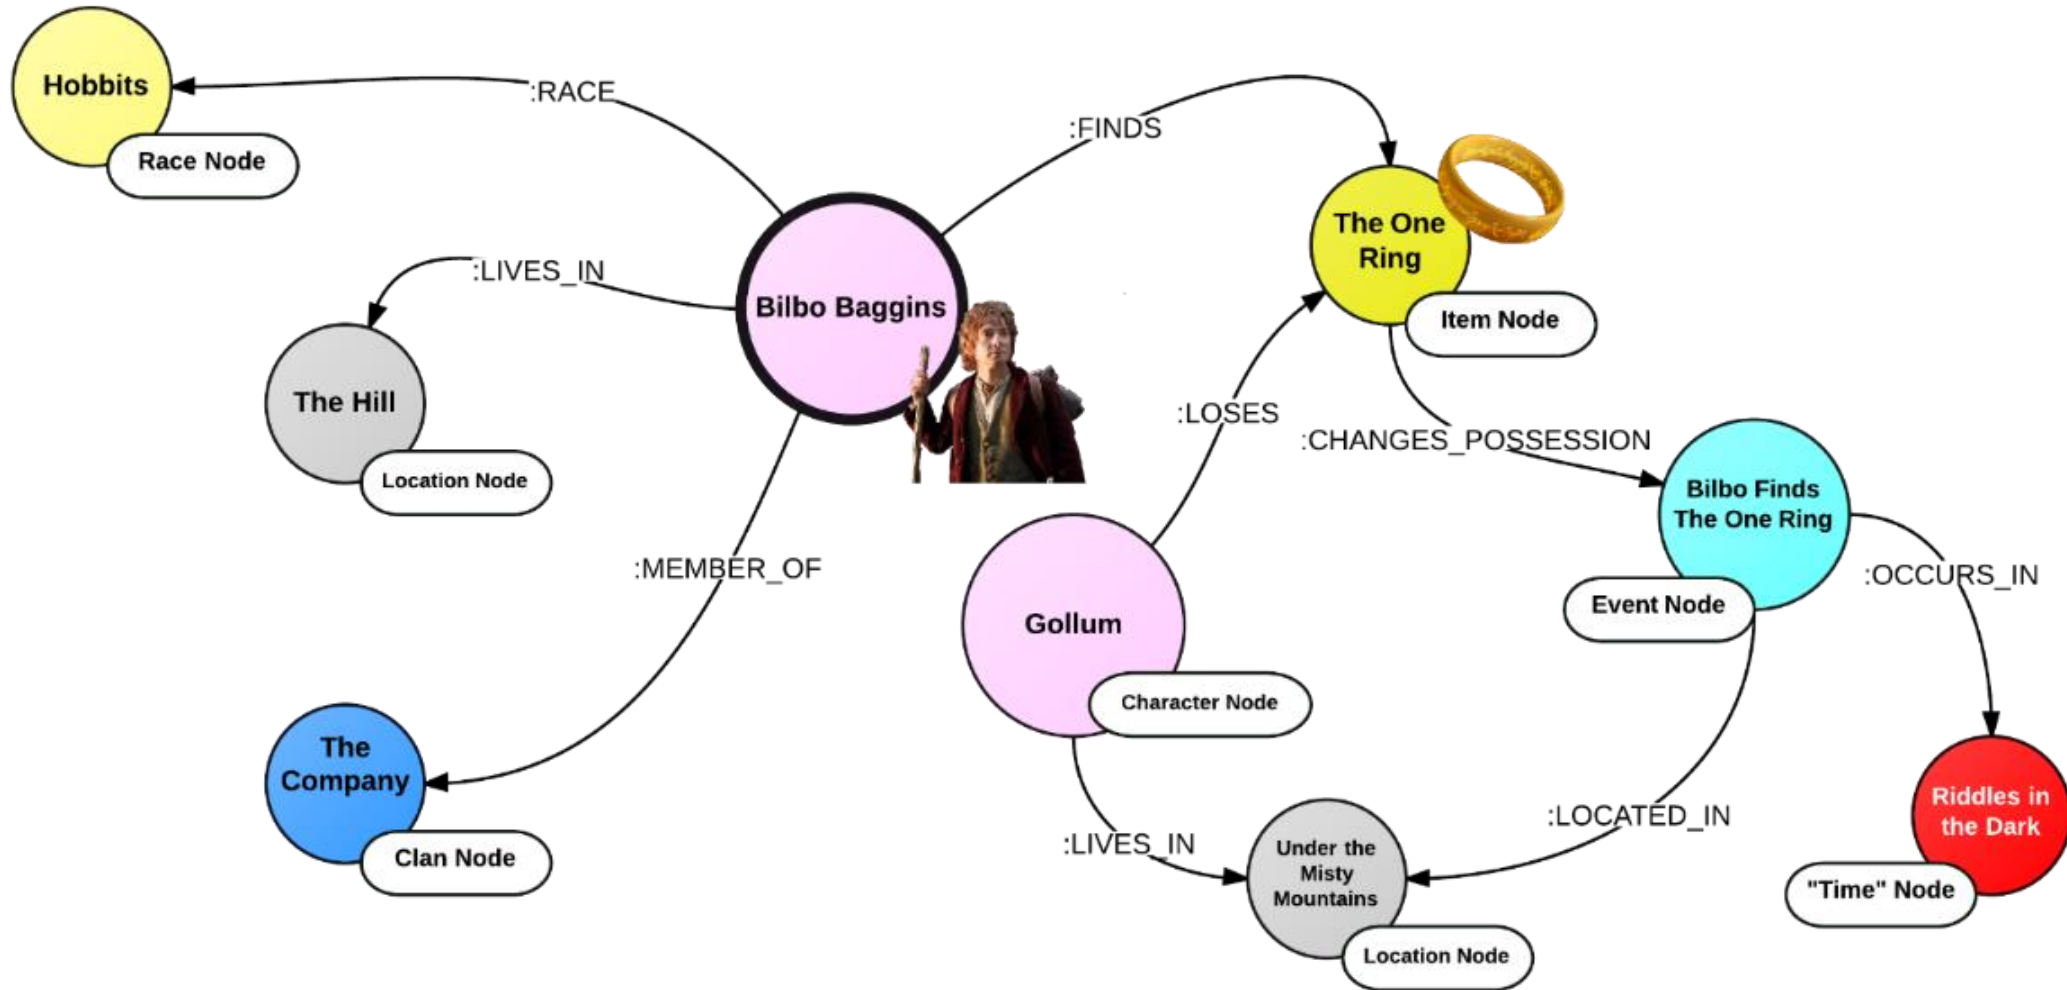 Hobbits
Race Node
:RACE
:FINDS
The One
Ring
Item Node
:LIVES_IN
Bilbo Baggins
The Hill
Location Node
:LOSES
:CHANGES_POSSESSION
Bilbo Finds
The One Ring
Event Node
:OCCURS_IN
:MEMBER_OF
Gollum
Character Node
The
Company
Clan Node
:LIVES_IN
Under the
Misty
Mountains
Location Node
:LOCATED_IN
Riddles in
the Dark
"Time" Node